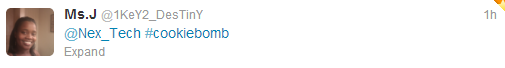 Ms.J @1KeY2_DesTinY 1h
@Nex_Tech #cookiebomb
Expand